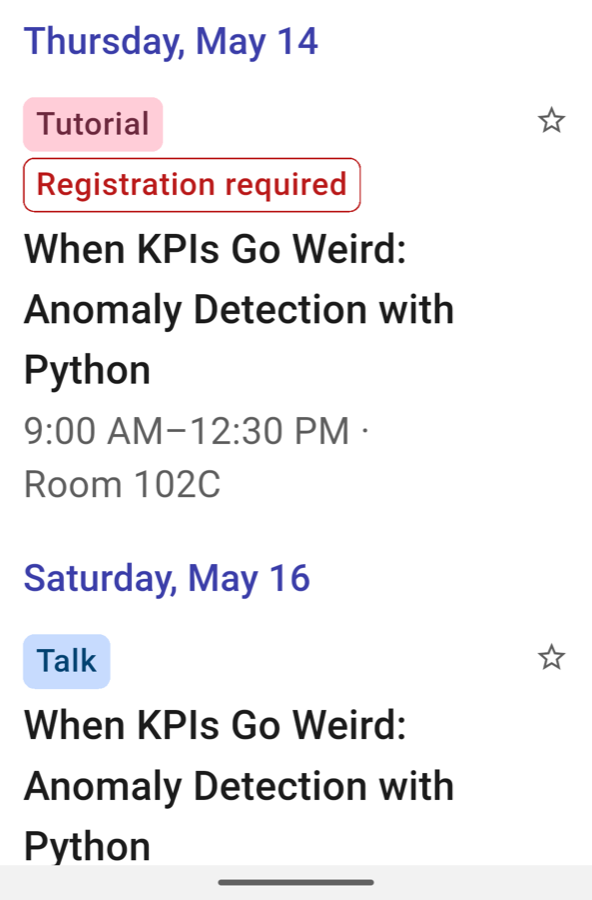 Thursday, May 14
Tutorial
Registration required
When KPIs Go Weird:
Anomaly Detection with
Python
9:00 AM–12:30 PM ·
Room 102C
Saturday, May 16
Talk
When KPIs Go Weird:
Anomaly Detection with
Python